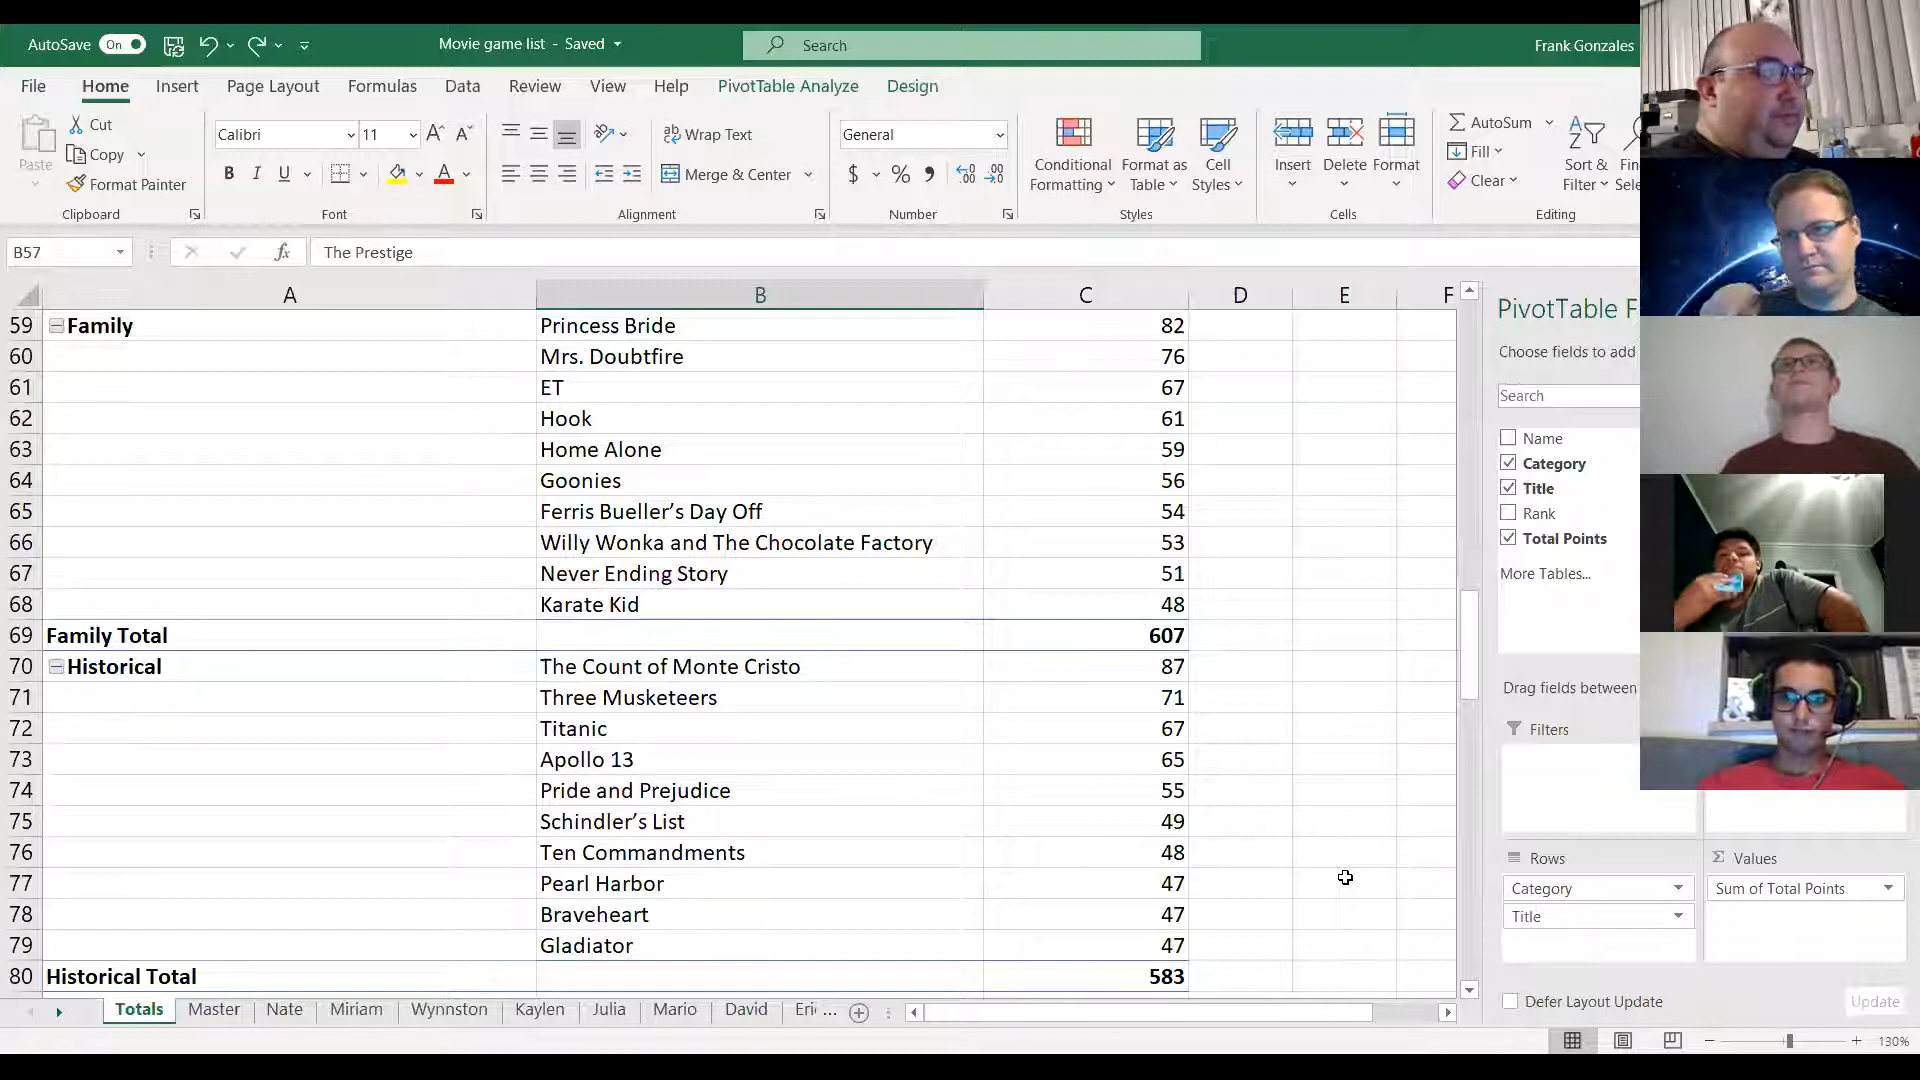 AutoSave On Movie game list - Saved Search Frank Gonzales
File Home Insert Page Layout Formulas Data Review View Help PivotTable Analyze Design
Paste Cut Copy Format Painter Clipboard
Calibri 11 A A B I U A Font
ab Wrap Text Merge & Center Alignment
General $ % Number
Conditional Formatting Format as Table Cell Styles Styles
Insert Delete Format Cells
AutoSum Fill Clear Sort & Filter Editing
B57 fx The Prestige
A B C D E F
59 Family Princess Bride 82
60 Mrs. Doubtfire 76
61 ET 67
62 Hook 61
63 Home Alone 59
64 Goonies 56
65 Ferris Bueller’s Day Off 54
66 Willy Wonka and The Chocolate Factory 53
67 Never Ending Story 51
68 Karate Kid 48
69 Family Total 607
70 Historical The Count of Monte Cristo 87
71 Three Musketeers 71
72 Titanic 67
73 Apollo 13 65
74 Pride and Prejudice 55
75 Schindler’s List 49
76 Ten Commandments 48
77 Pearl Harbor 47
78 Braveheart 47
79 Gladiator 47
80 Historical Total 583
PivotTable F
Choose fields to add
Search
Name
Category
Title
Rank
Total Points
More Tables...
Drag fields between
Filters
Rows Σ Values
Category Sum of Total Points
Title
Defer Layout Update Update
Totals Master Nate Miriam Wynnston Kaylen Julia Mario David Eric ...
130%